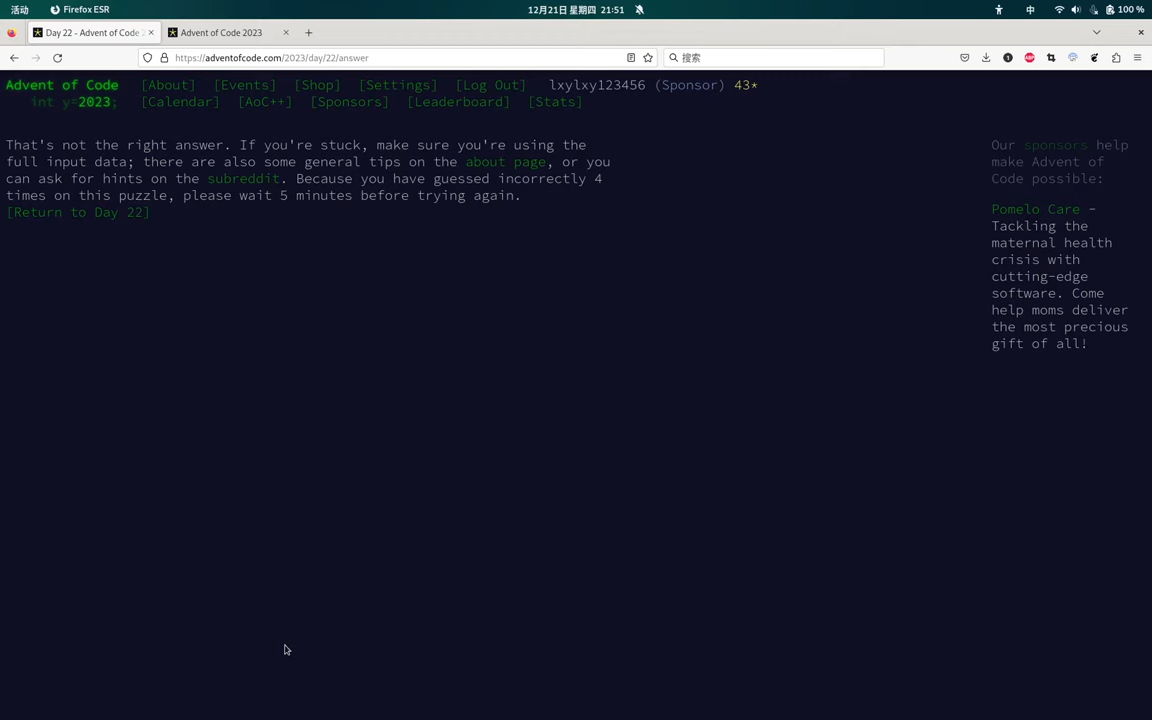 活动 Firefox ESR 12月21日 星期四 21:51 中 100 %
Day 22 - Advent of Code 2 Advent of Code 2023
https://adventofcode.com/2023/day/22/answer 搜索
Advent of Code [About] [Events] [Shop] [Settings] [Log Out] lxylxy123456 (Sponsor) 43*
int y=2023; [Calendar] [AoC++] [Sponsors] [Leaderboard] [Stats]
That's not the right answer. If you're stuck, make sure you're using the
full input data; there are also some general tips on the about page, or you
can ask for hints on the subreddit. Because you have guessed incorrectly 4
times on this puzzle, please wait 5 minutes before trying again.
[Return to Day 22]
Our sponsors help
make Advent of
Code possible:
Pomelo Care -
Tackling the
maternal health
crisis with
cutting-edge
software. Come
help moms deliver
the most precious
gift of all!